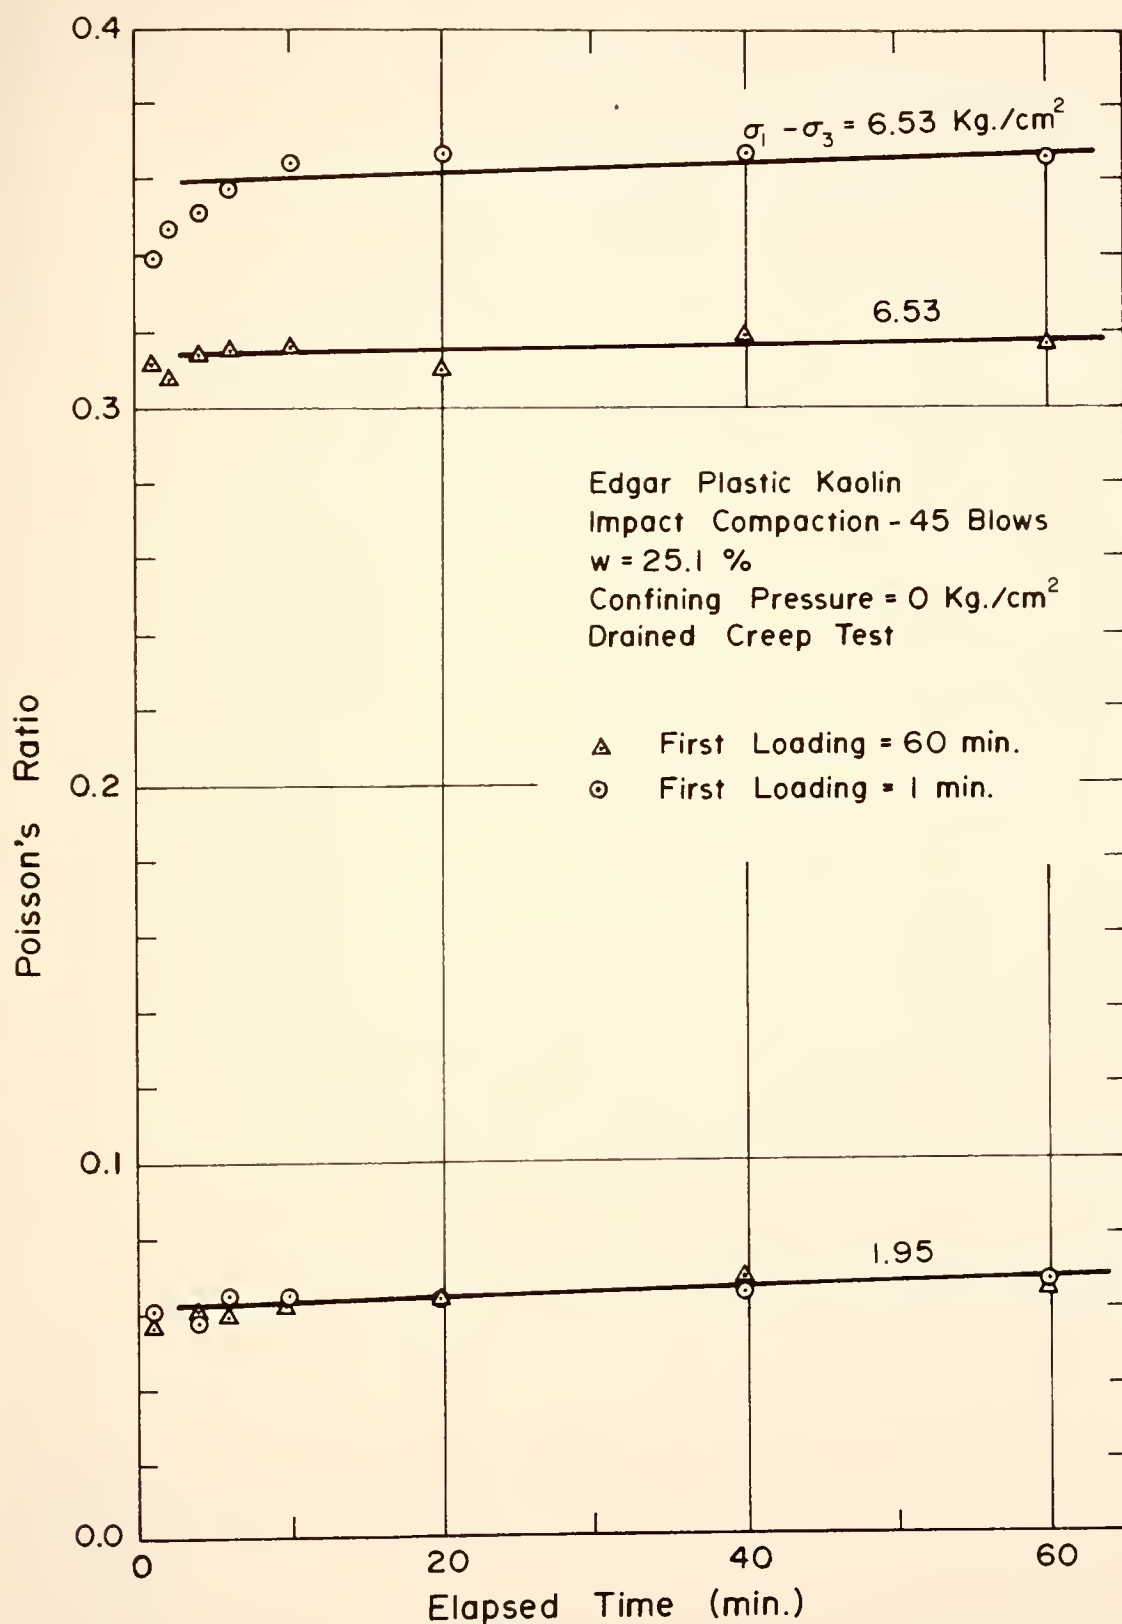 0.4
σ₁ - σ₃ = 6.53 Kg./cm²
6.53
0.3
Edgar Plastic Kaolin
Impact Compaction - 45 Blows
w = 25.1 %
Confining Pressure = 0 Kg./cm²
Drained Creep Test
First Loading = 60 min.
First Loading = 1 min.
0.2
Poisson's Ratio
0.1
1.95
0.0
0
20
40
60
Elapsed Time (min.)